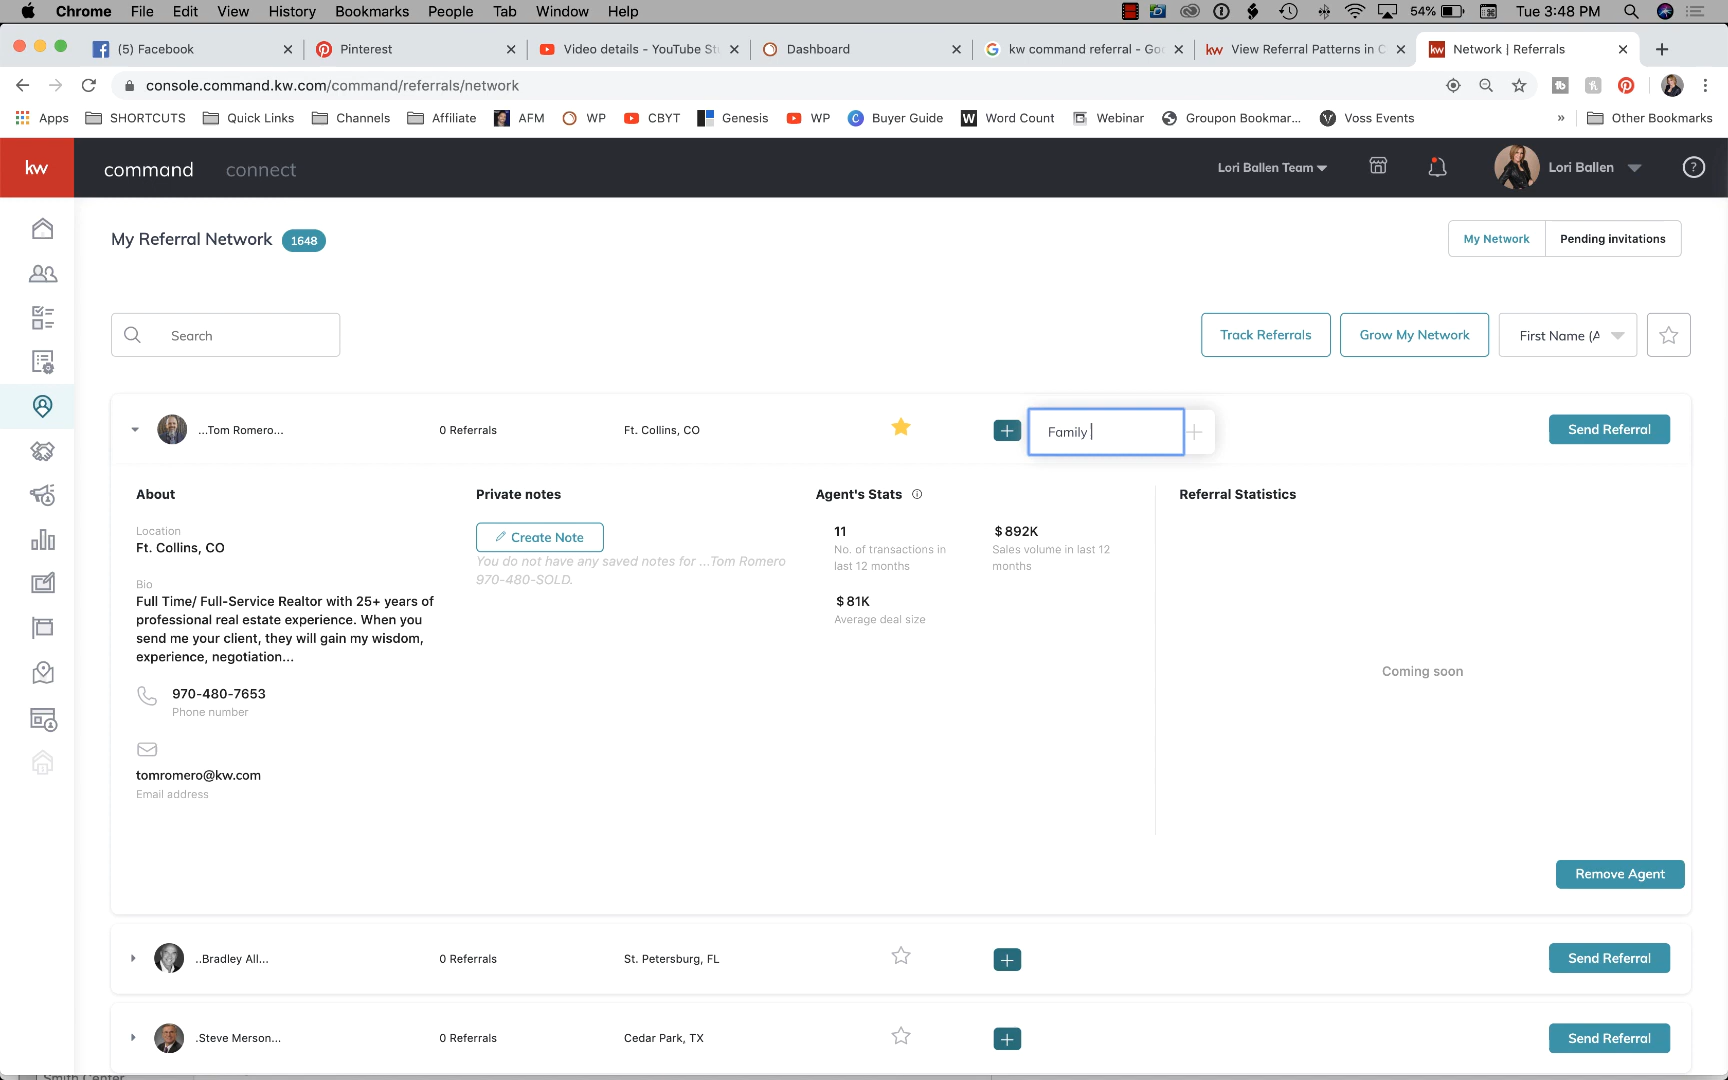 Chrome File Edit View History Bookmarks People Tab Window Help 54% Tue 3:48 PM
(5) Facebook Pinterest Video details - YouTube St Dashboard kw command referral - Goo kw View Referral Patterns in C kw Network | Referrals
console.command.kw.com/command/referrals/network
Apps SHORTCUTS Quick Links Channels Affiliate AFM WP CBYT Genesis WP Buyer Guide W Word Count Webinar Groupon Bookmar... Voss Events » Other Bookmarks
kw command connect Lori Ballen Team Lori Ballen ?
My Referral Network 1648 My Network Pending invitations
Search Track Referrals Grow My Network First Name (A
...Tom Romero... 0 Referrals Ft. Collins, CO + Family + Send Referral
About Private notes Agent's Stats Referral Statistics
Location
Ft. Collins, CO
Bio
Full Time/ Full-Service Realtor with 25+ years of
professional real estate experience. When you
send me your client, they will gain my wisdom,
experience, negotiation...
970-480-7653
Phone number
tomromero@kw.com
Email address
Create Note
You do not have any saved notes for ...Tom Romero
970-480-SOLD.
11
No. of transactions in
last 12 months
$892K
Sales volume in last 12
months
$81K
Average deal size
Coming soon
Remove Agent
..Bradley All... 0 Referrals St. Petersburg, FL + Send Referral
.Steve Merson... 0 Referrals Cedar Park, TX + Send Referral
Smith Center